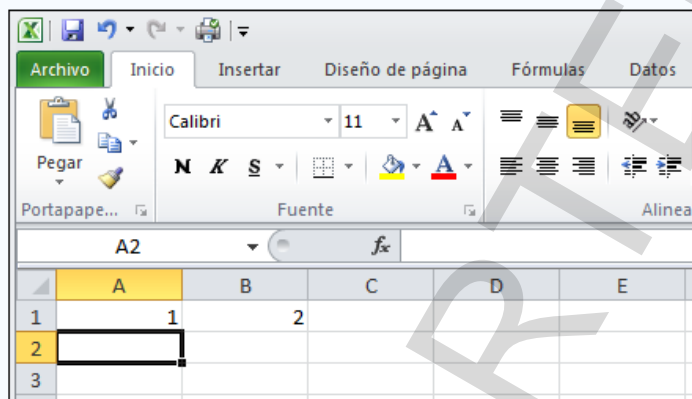 Archivo Inicio Insertar Diseño de página Fórmulas Datos
Calibri 11 A A
Pegar N K S A
Portapape... Fuente Alinea
A2 fx
A B C D E
1 1 2
2
3